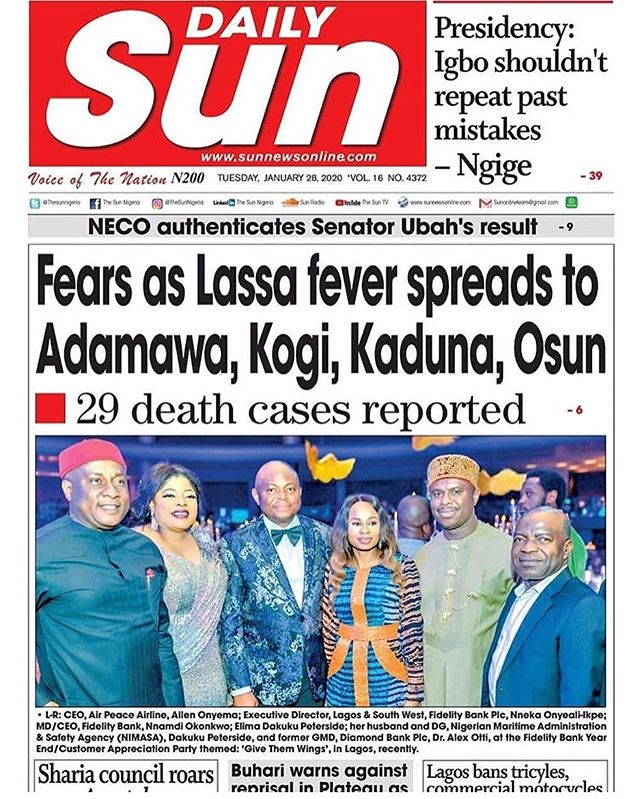 DAILY
Sun
www.sunnewsonline.com
Presidency:
Igbo shouldn't
repeat past
mistakes
– Ngige
- 39
Voice of The Nation N200 TUESDAY, JANUARY 28, 2020 *VOL. 16 NO. 4372
@Thesunnigeria The Sun Nigeria @TheSunNigeria LinkedIn The Sun Nigeria Sun Radio YouTube The Sun TV www.sunnewsonline.com Sunonlineteam@gmail.com
NECO authenticates Senator Ubah's result - 9
Fears as Lassa fever spreads to
Adamawa, Kogi, Kaduna, Osun
29 death cases reported - 6
• L-R: CEO, Air Peace Airline, Allen Onyema; Executive Director, Lagos & South West, Fidelity Bank Plc, Nneka Onyeali-Ikpe;
MD/CEO, Fidelity Bank, Nnamdi Okonkwo; Elima Dakuku Peterside; her husband and DG, Nigerian Maritime Administration
& Safety Agency (NIMASA), Dakuku Peterside, and former GMD, Diamond Bank Plc, Dr. Alex Otti, at the Fidelity Bank Year
End/Customer Appreciation Party themed: 'Give Them Wings', in Lagos, recently.
Sharia council roars
Buhari warns against
reprisal in Plateau as
Lagos bans tricycles,
commercial motorcycles